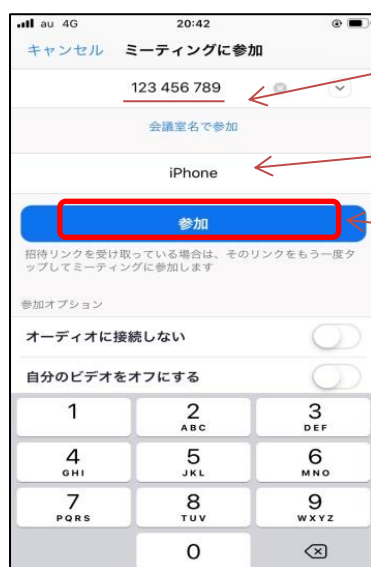 au 4G 20:42
キャンセル ミーティングに参加
123 456 789
会議室名で参加
iPhone
参加
招待リンクを受け取っている場合は、そのリンクをもう一度タ
ップしてミーティングに参加します
参加オプション
オーディオに接続しない
自分のビデオをオフにする
1 2 3
ABC DEF
4 5 6
GHI JKL MNO
7 8 9
PQRS TUV WXYZ
0